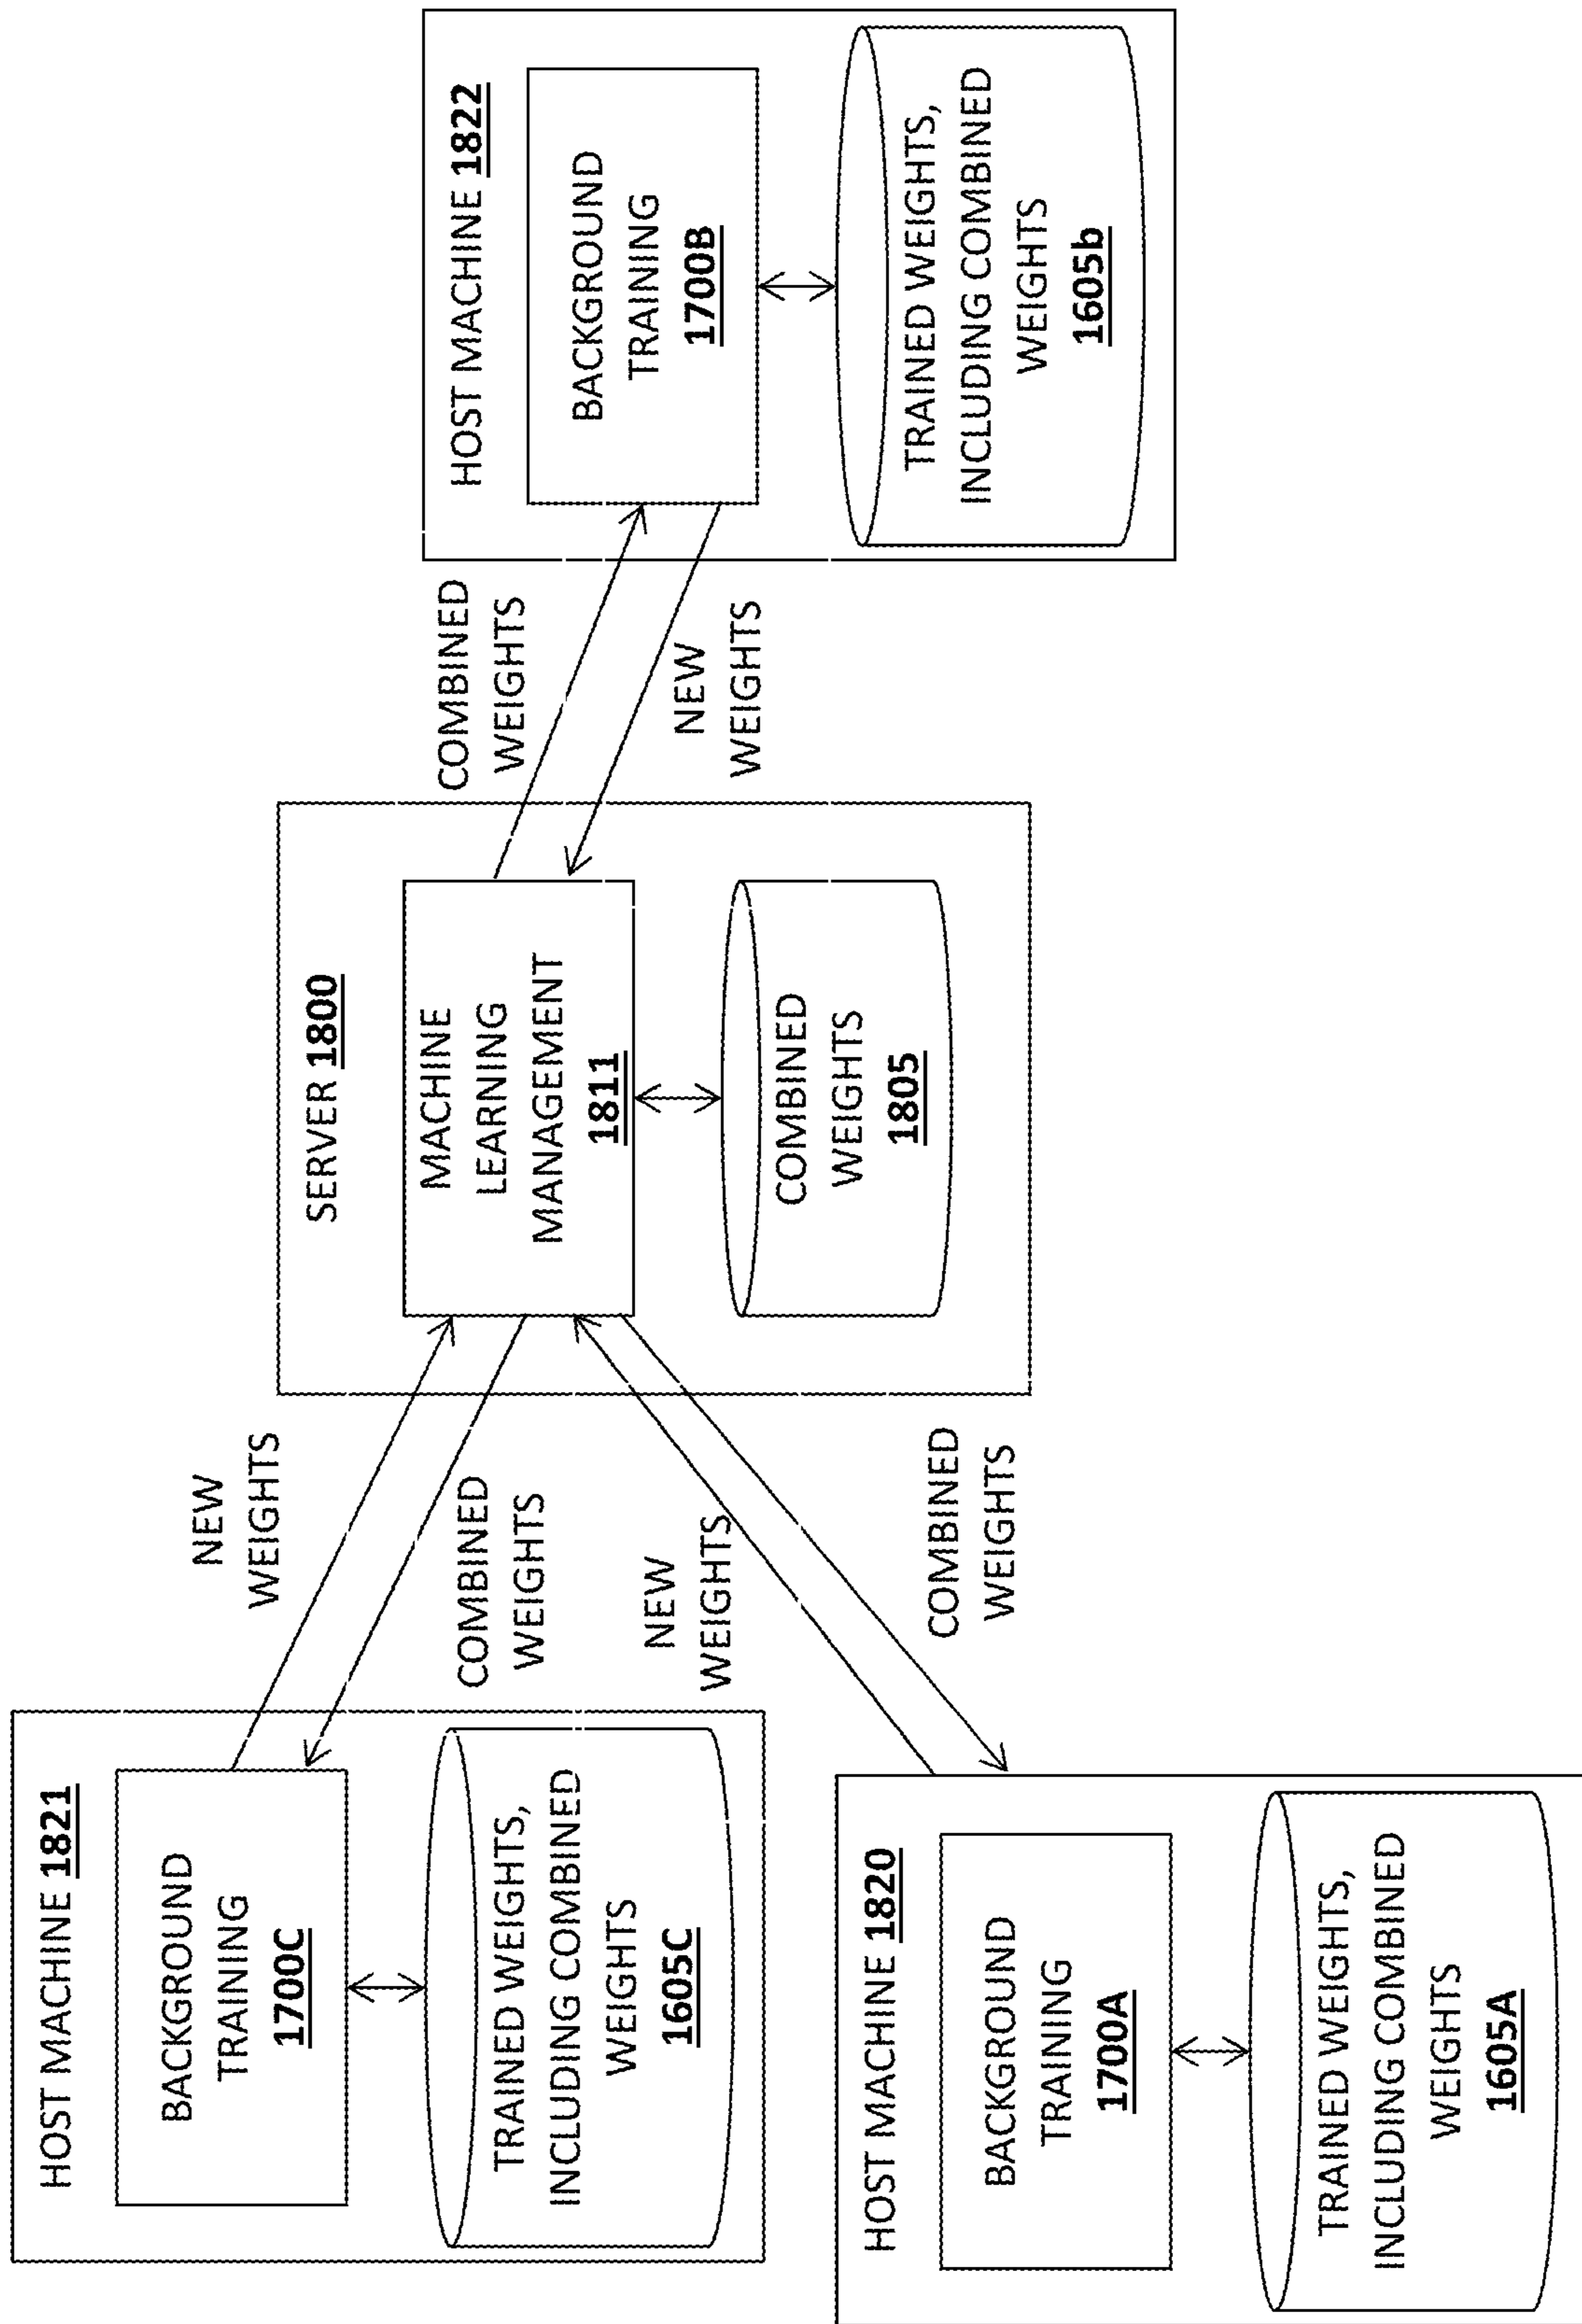 HOST MACHINE 1821
BACKGROUND
TRAINING
1700C
TRAINED WEIGHTS,
INCLUDING COMBINED
WEIGHTS
1605C
HOST MACHINE 1820
BACKGROUND
TRAINING
1700A
TRAINED WEIGHTS,
INCLUDING COMBINED
WEIGHTS
1605A
NEW
WEIGHTS
COMBINED
WEIGHTS
NEW
WEIGHTS
COMBINED
WEIGHTS
SERVER 1800
MACHINE
LEARNING
MANAGEMENT
1811
COMBINED
WEIGHTS
1805
COMBINED
WEIGHTS
NEW
WEIGHTS
HOST MACHINE 1822
BACKGROUND
TRAINING
1700B
TRAINED WEIGHTS,
INCLUDING COMBINED
WEIGHTS
1605b